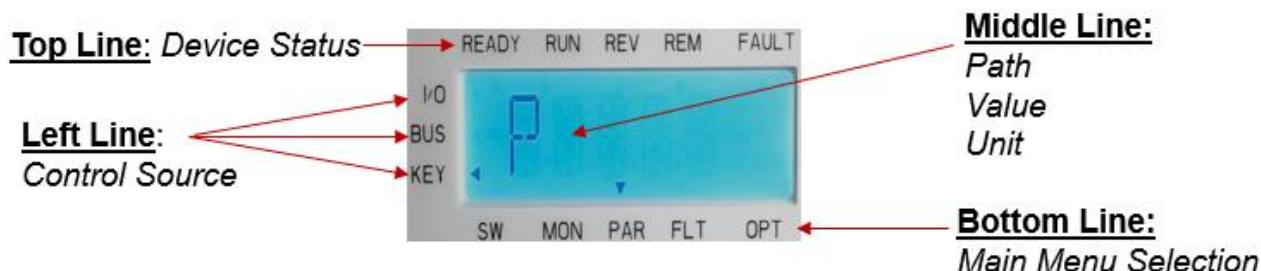 Top Line: Device Status
READY RUN REV REM FAULT
Middle Line:
Path
Value
Unit
I/O
BUS
KEY
P
Left Line:
Control Source
SW MON PAR FLT OPT
Bottom Line:
Main Menu Selection